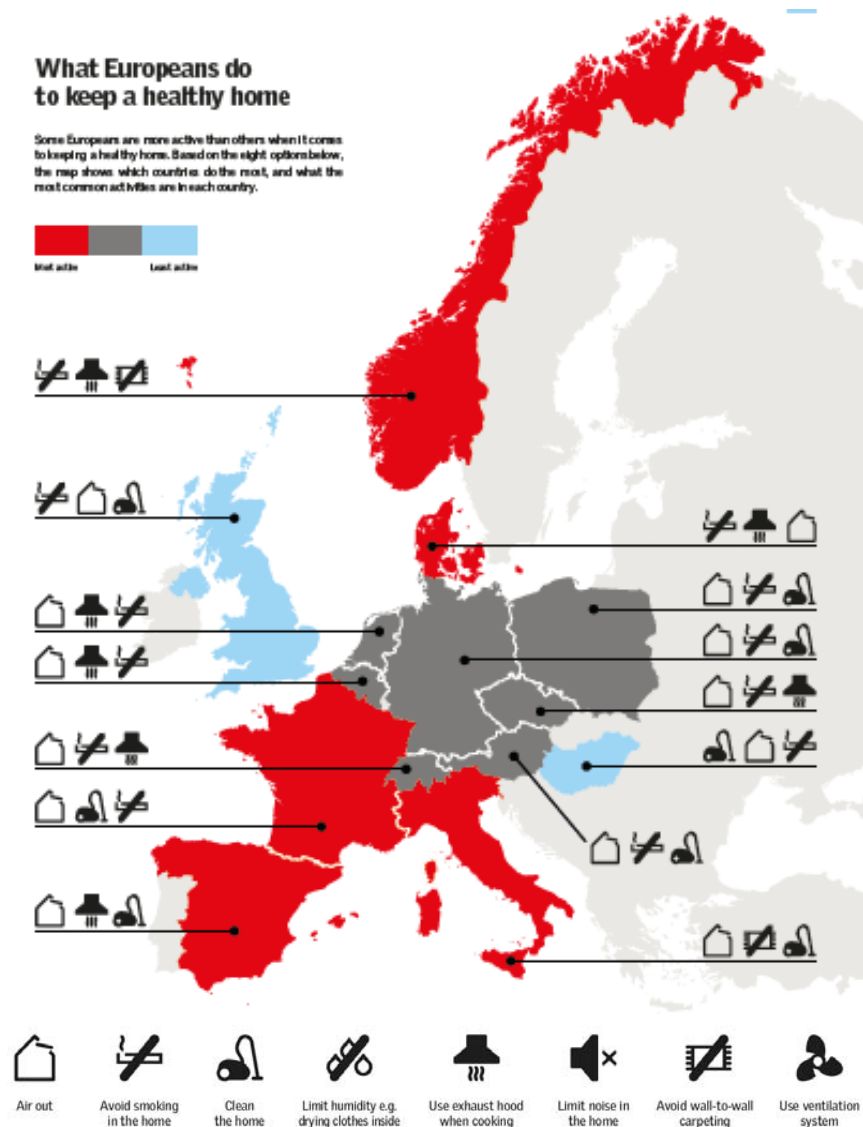 What Europeans do
to keep a healthy home
Some Europeans are more active than others when it comes
to keeping a healthy home. Based on the eight options below,
the map shows which countries do the most, and what the
most common activities are in each country.
Most active
Least active
Air out
Avoid smoking
in the home
Clean
the home
Limit humidity e.g.
drying clothes inside
Use exhaust hood
when cooking
Limit noise in
the home
Avoid wall-to-wall
carpeting
Use ventilation
system